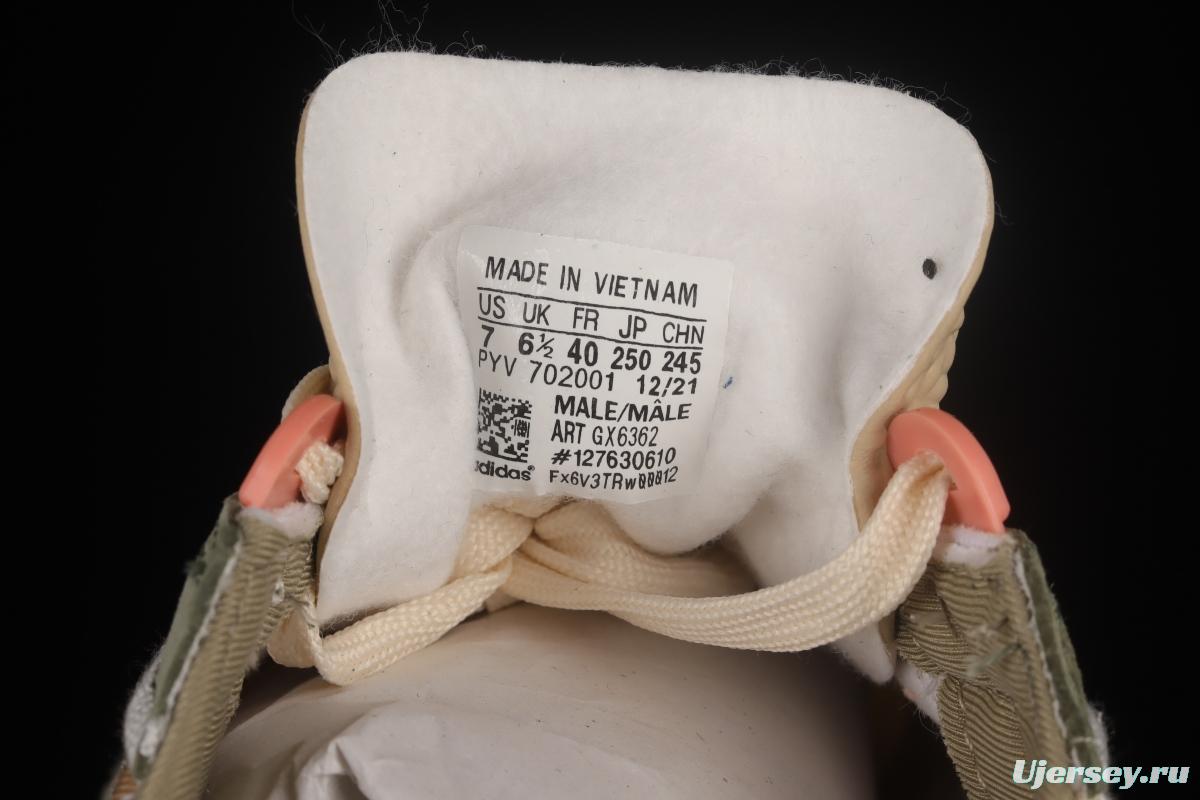 MADE IN VIETNAM
US UK FR JP CHN
7 6½ 40 250 245
PYV 702001 12/21
MALE/MÂLE
ART GX6362
#127630610
adidas® Fx6V3TRw00012
Ujersey.ru